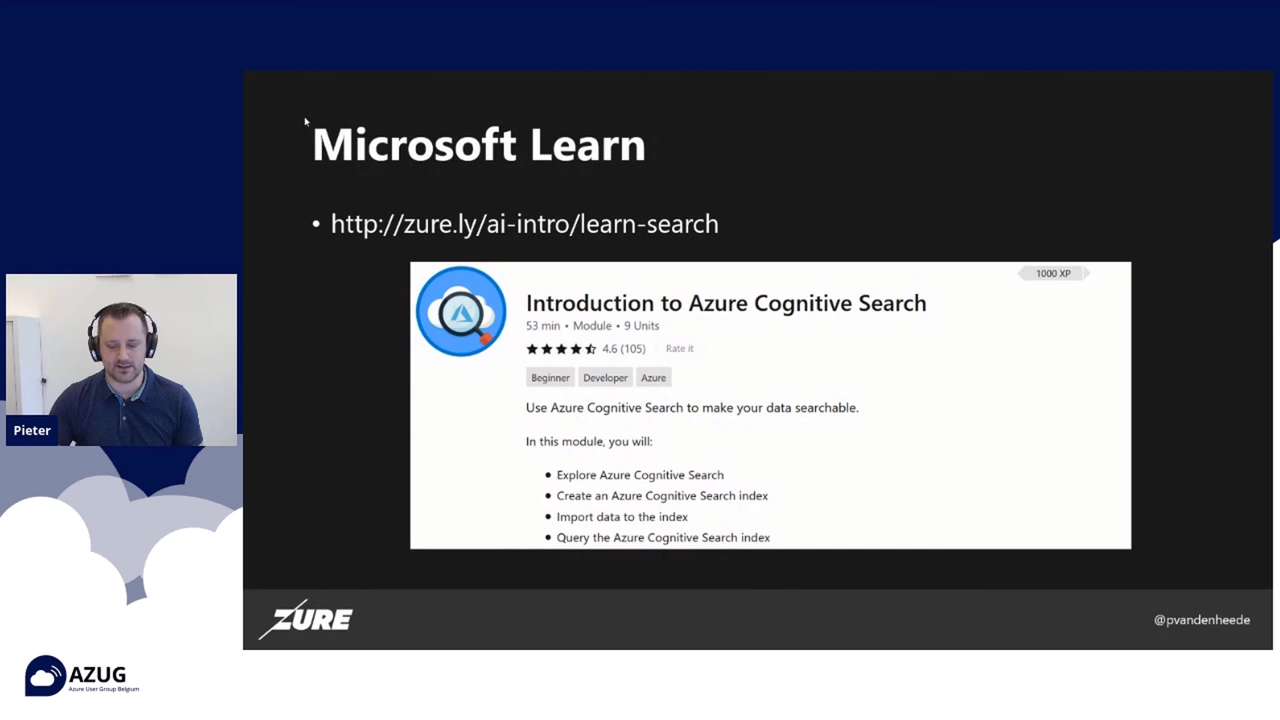 Microsoft Learn
• http://zure.ly/ai-intro/learn-search
1000 XP
Introduction to Azure Cognitive Search
53 min • Module • 9 Units
4.6 (105) Rate it
Beginner Developer Azure
Use Azure Cognitive Search to make your data searchable.
In this module, you will:
• Explore Azure Cognitive Search
• Create an Azure Cognitive Search index
• Import data to the index
• Query the Azure Cognitive Search index
Pieter
ZURE
@pvandenheede
AZUG
Azure User Group Belgium